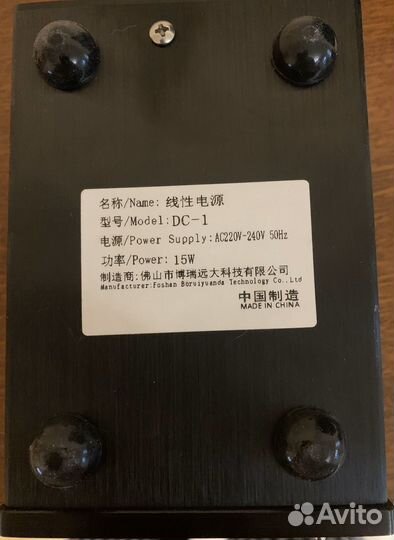 名称/Name: 线性电源
型号/Model: DC-1
电源/Power Supply: AC220V-240V 50Hz
功率/Power: 15W
制造商:佛山市博瑞远大科技有限公司
Manufacturer:Foshan Boruiyuanda Technology Co.,Ltd
中国制造
MADE IN CHINA
Avito